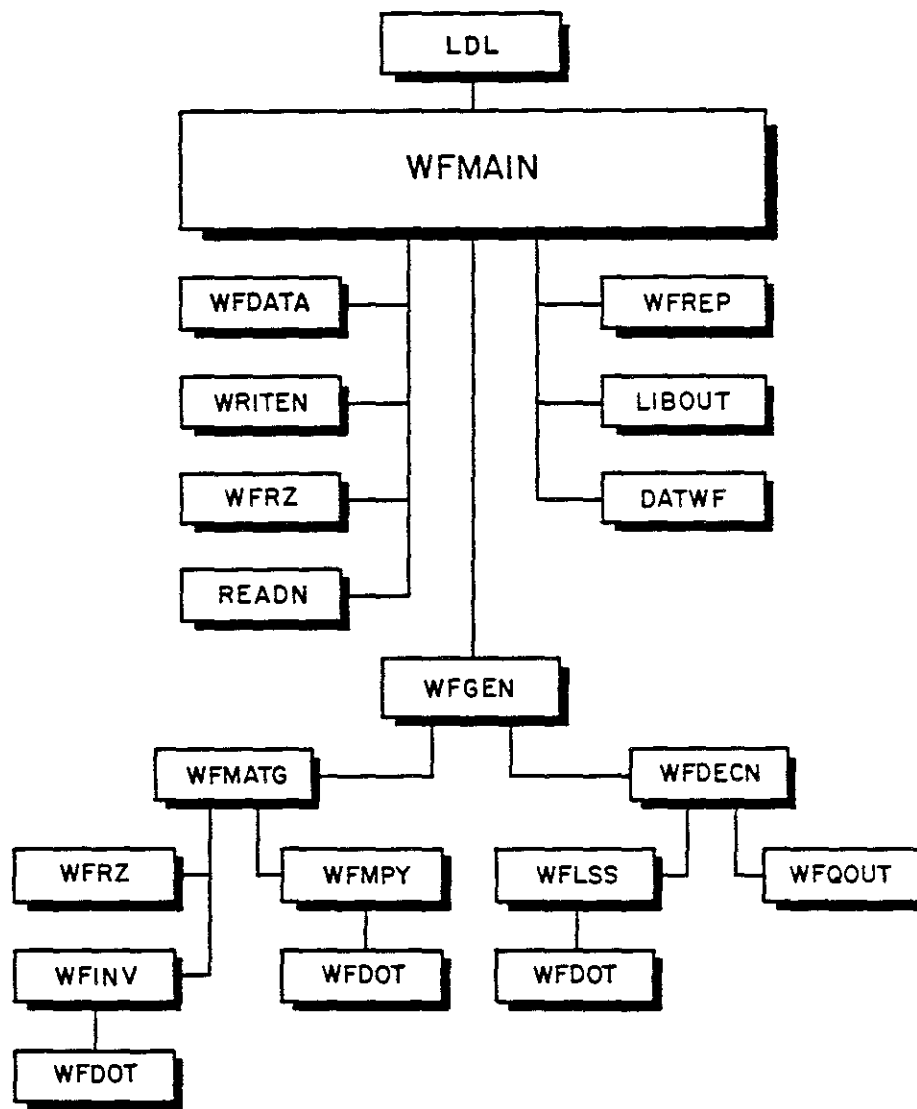 LDL
WFMAIN
WFDATA
WFREP
WRITEN
LIBOUT
WFRZ
DATWF
READN
WFGEN
WFMATG
WFDECN
WFRZ
WFMPY
WFLSS
WFQOUT
WFINV
WFDOT
WFDOT
WFDOT